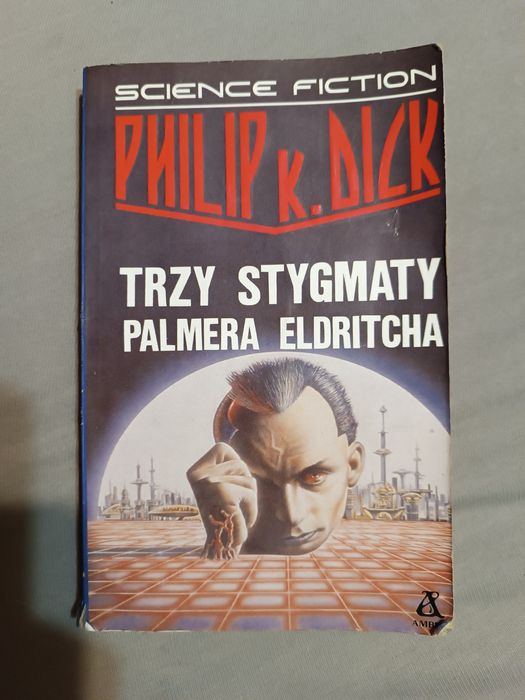 SCIENCE FICTION
PHILIP K. DICK
TRZY STYGMATY
PALMERA ELDRITCHA